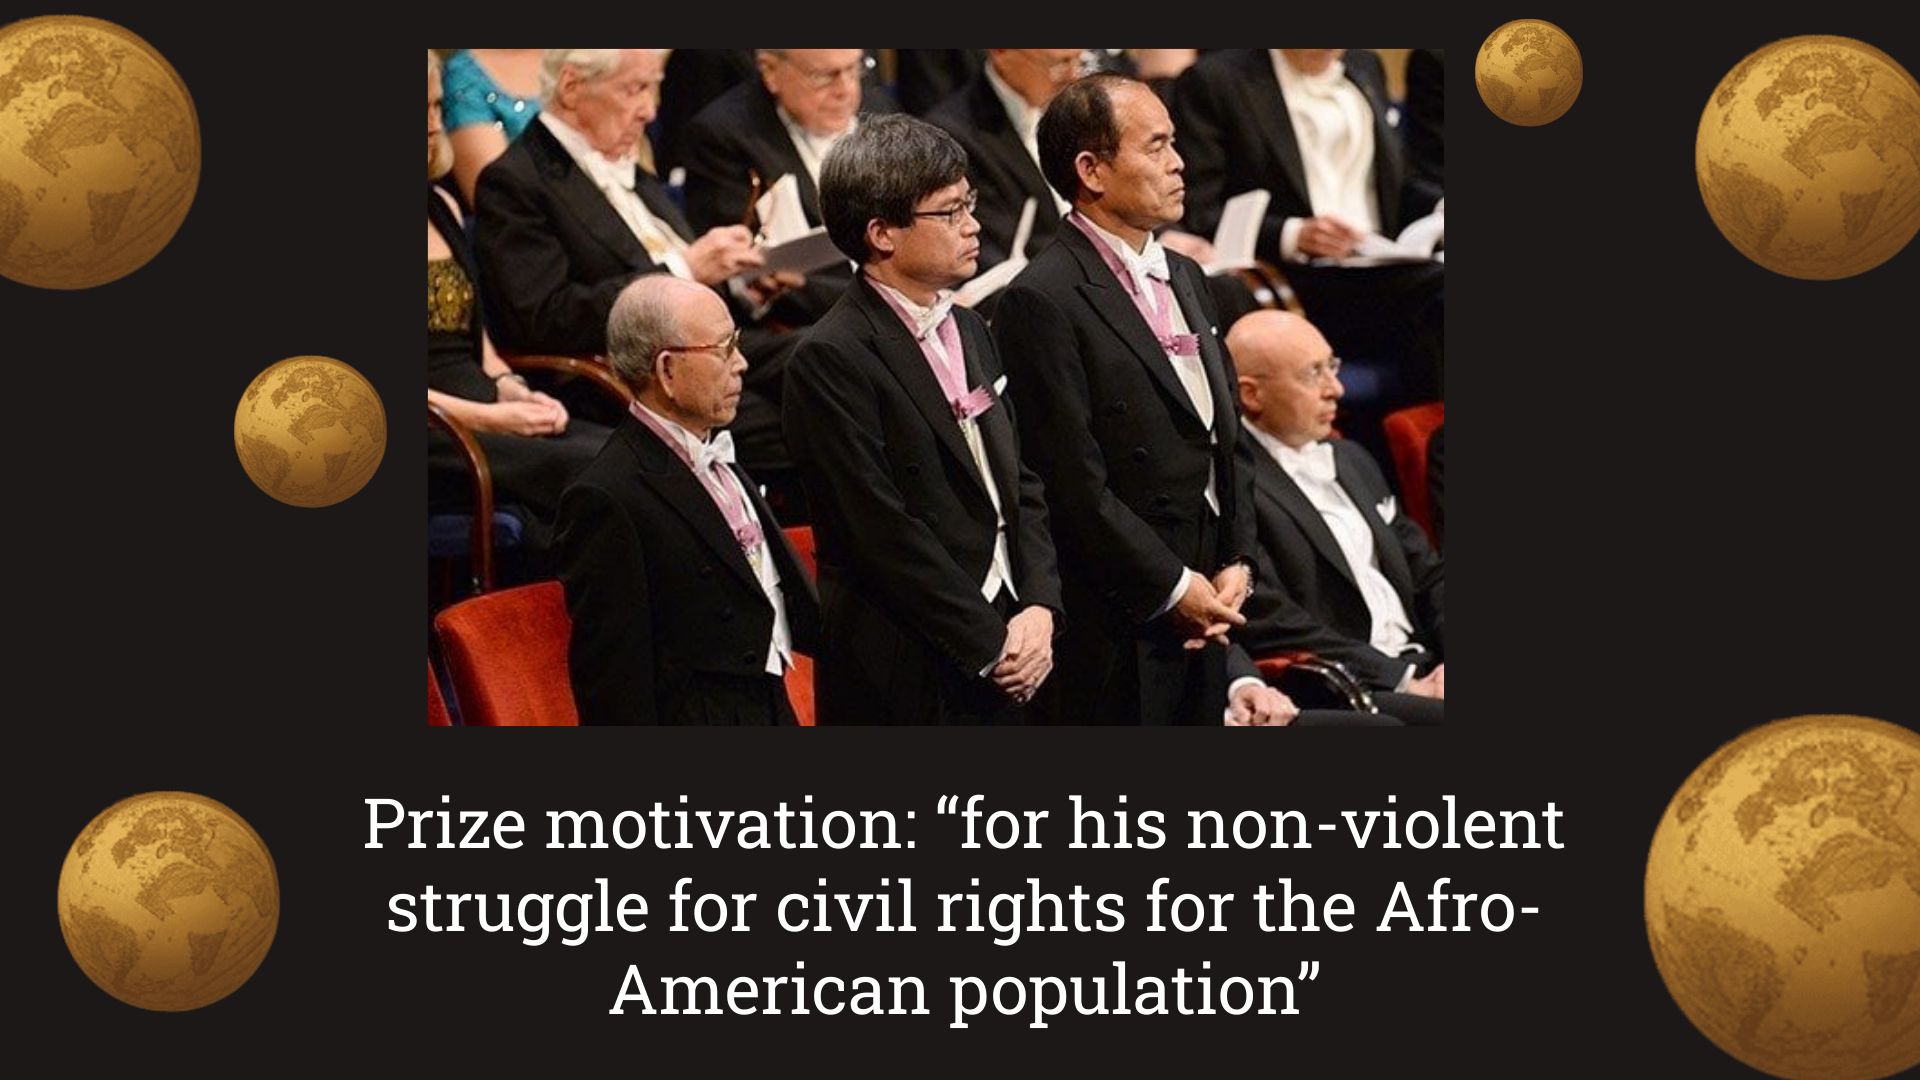 Prize motivation: “for his non-violent
struggle for civil rights for the Afro-
American population”